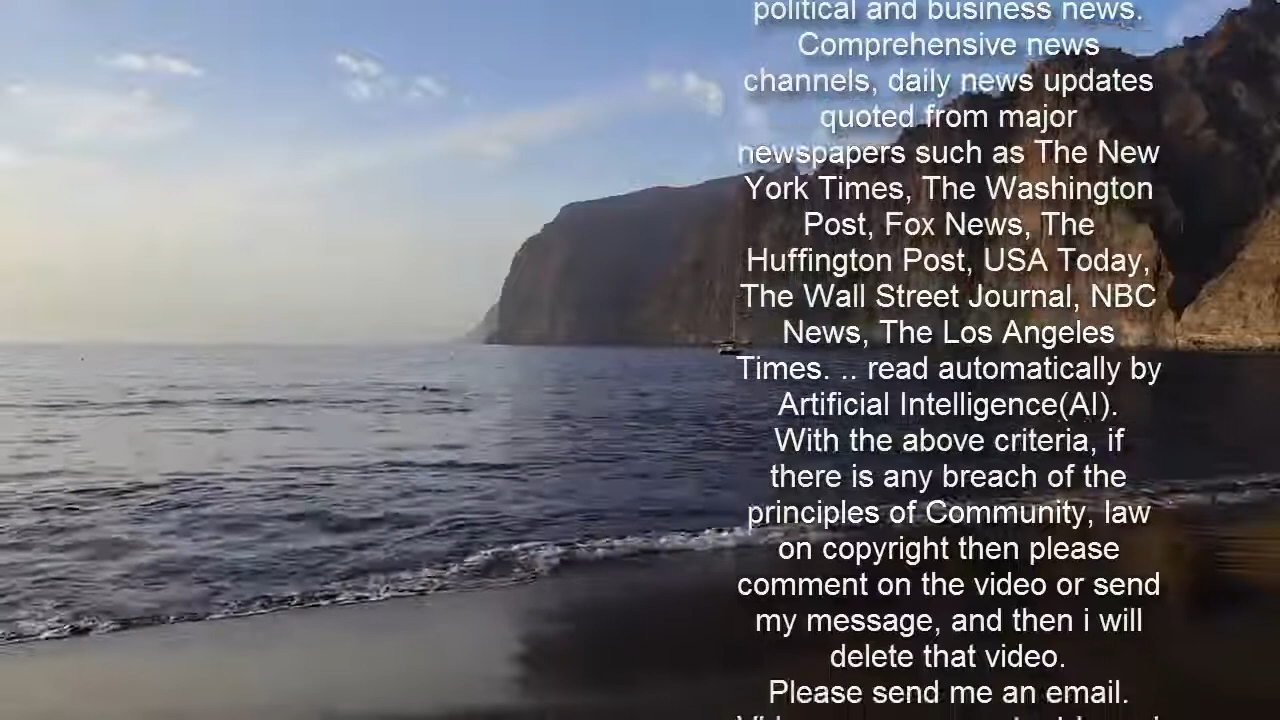 political and business news.
Comprehensive news
channels, daily news updates
quoted from major
newspapers such as The New
York Times, The Washington
Post, Fox News, The
Huffington Post, USA Today,
The Wall Street Journal, NBC
News, The Los Angeles
Times. .. read automatically by
Artificial Intelligence(AI).
With the above criteria, if
there is any breach of the
principles of Community, law
on copyright then please
comment on the video or send
my message, and then i will
delete that video.
Please send me an email.